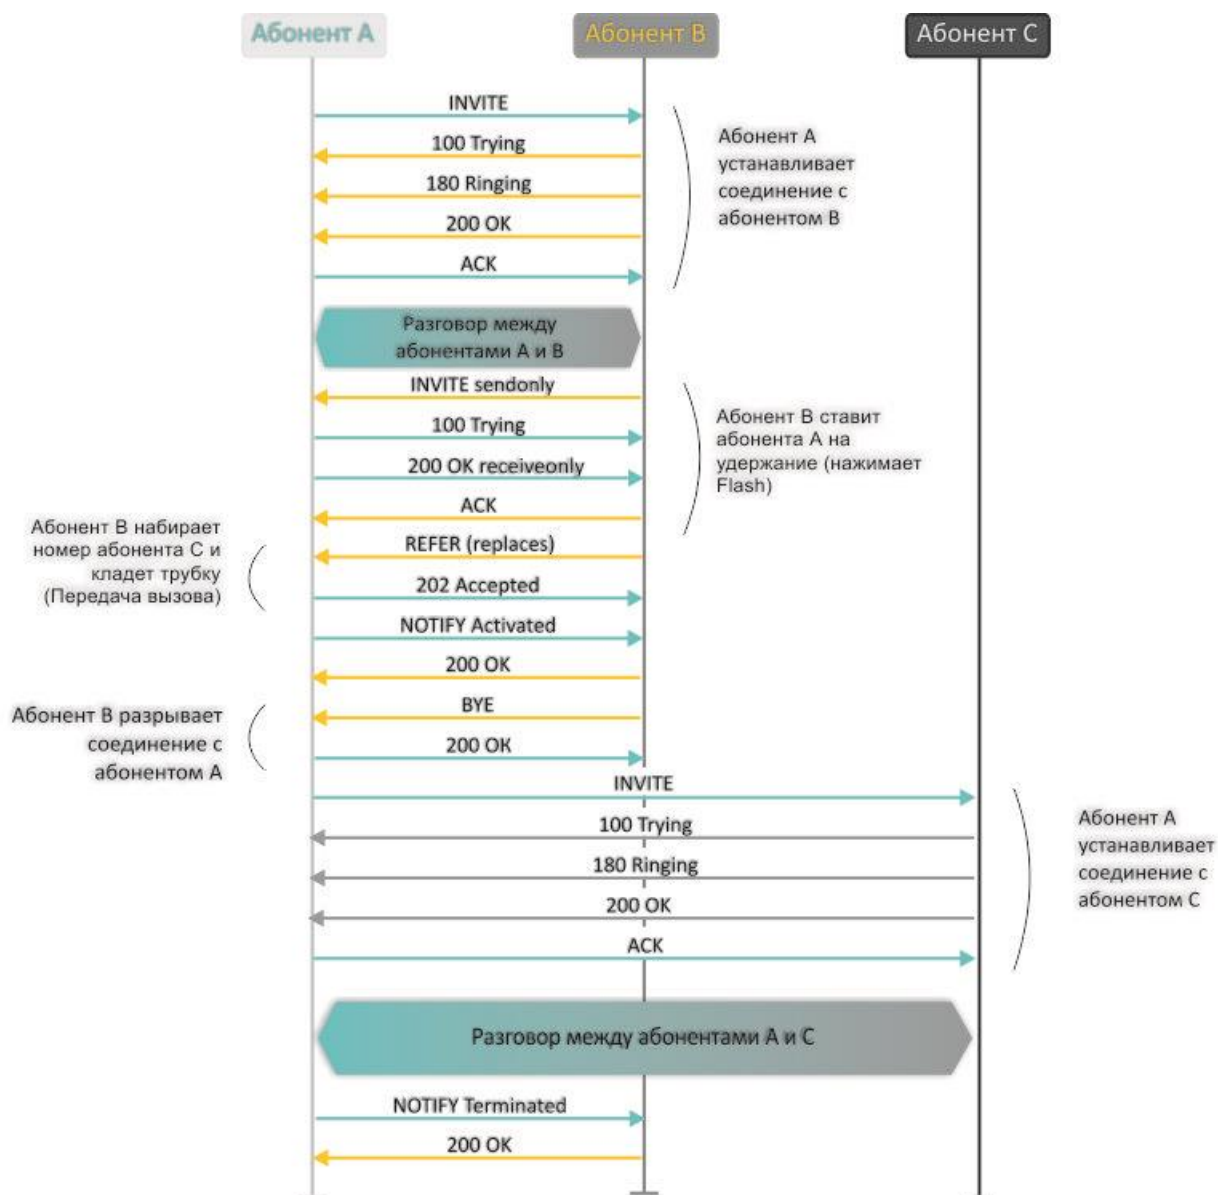 Абонент А
Абонент В
Абонент С
INVITE
100 Trying
180 Ringing
200 OK
ACK
Абонент А
устанавливает
соединение с
абонентом В
Разговор между
абонентами А и В
INVITE sendonly
100 Trying
200 OK receiveonly
ACK
Абонент В ставит
абонента А на
удержание (нажимает
Flash)
Абонент В набирает
номер абонента С и
кладет трубку
(Передача вызова)
REFER (replaces)
202 Accepted
NOTIFY Activated
200 OK
Абонент В разрывает
соединение с
абонентом А
BYE
200 OK
INVITE
100 Trying
180 Ringing
200 OK
ACK
Абонент А
устанавливает
соединение с
абонентом С
Разговор между абонентами А и С
NOTIFY Terminated
200 OK